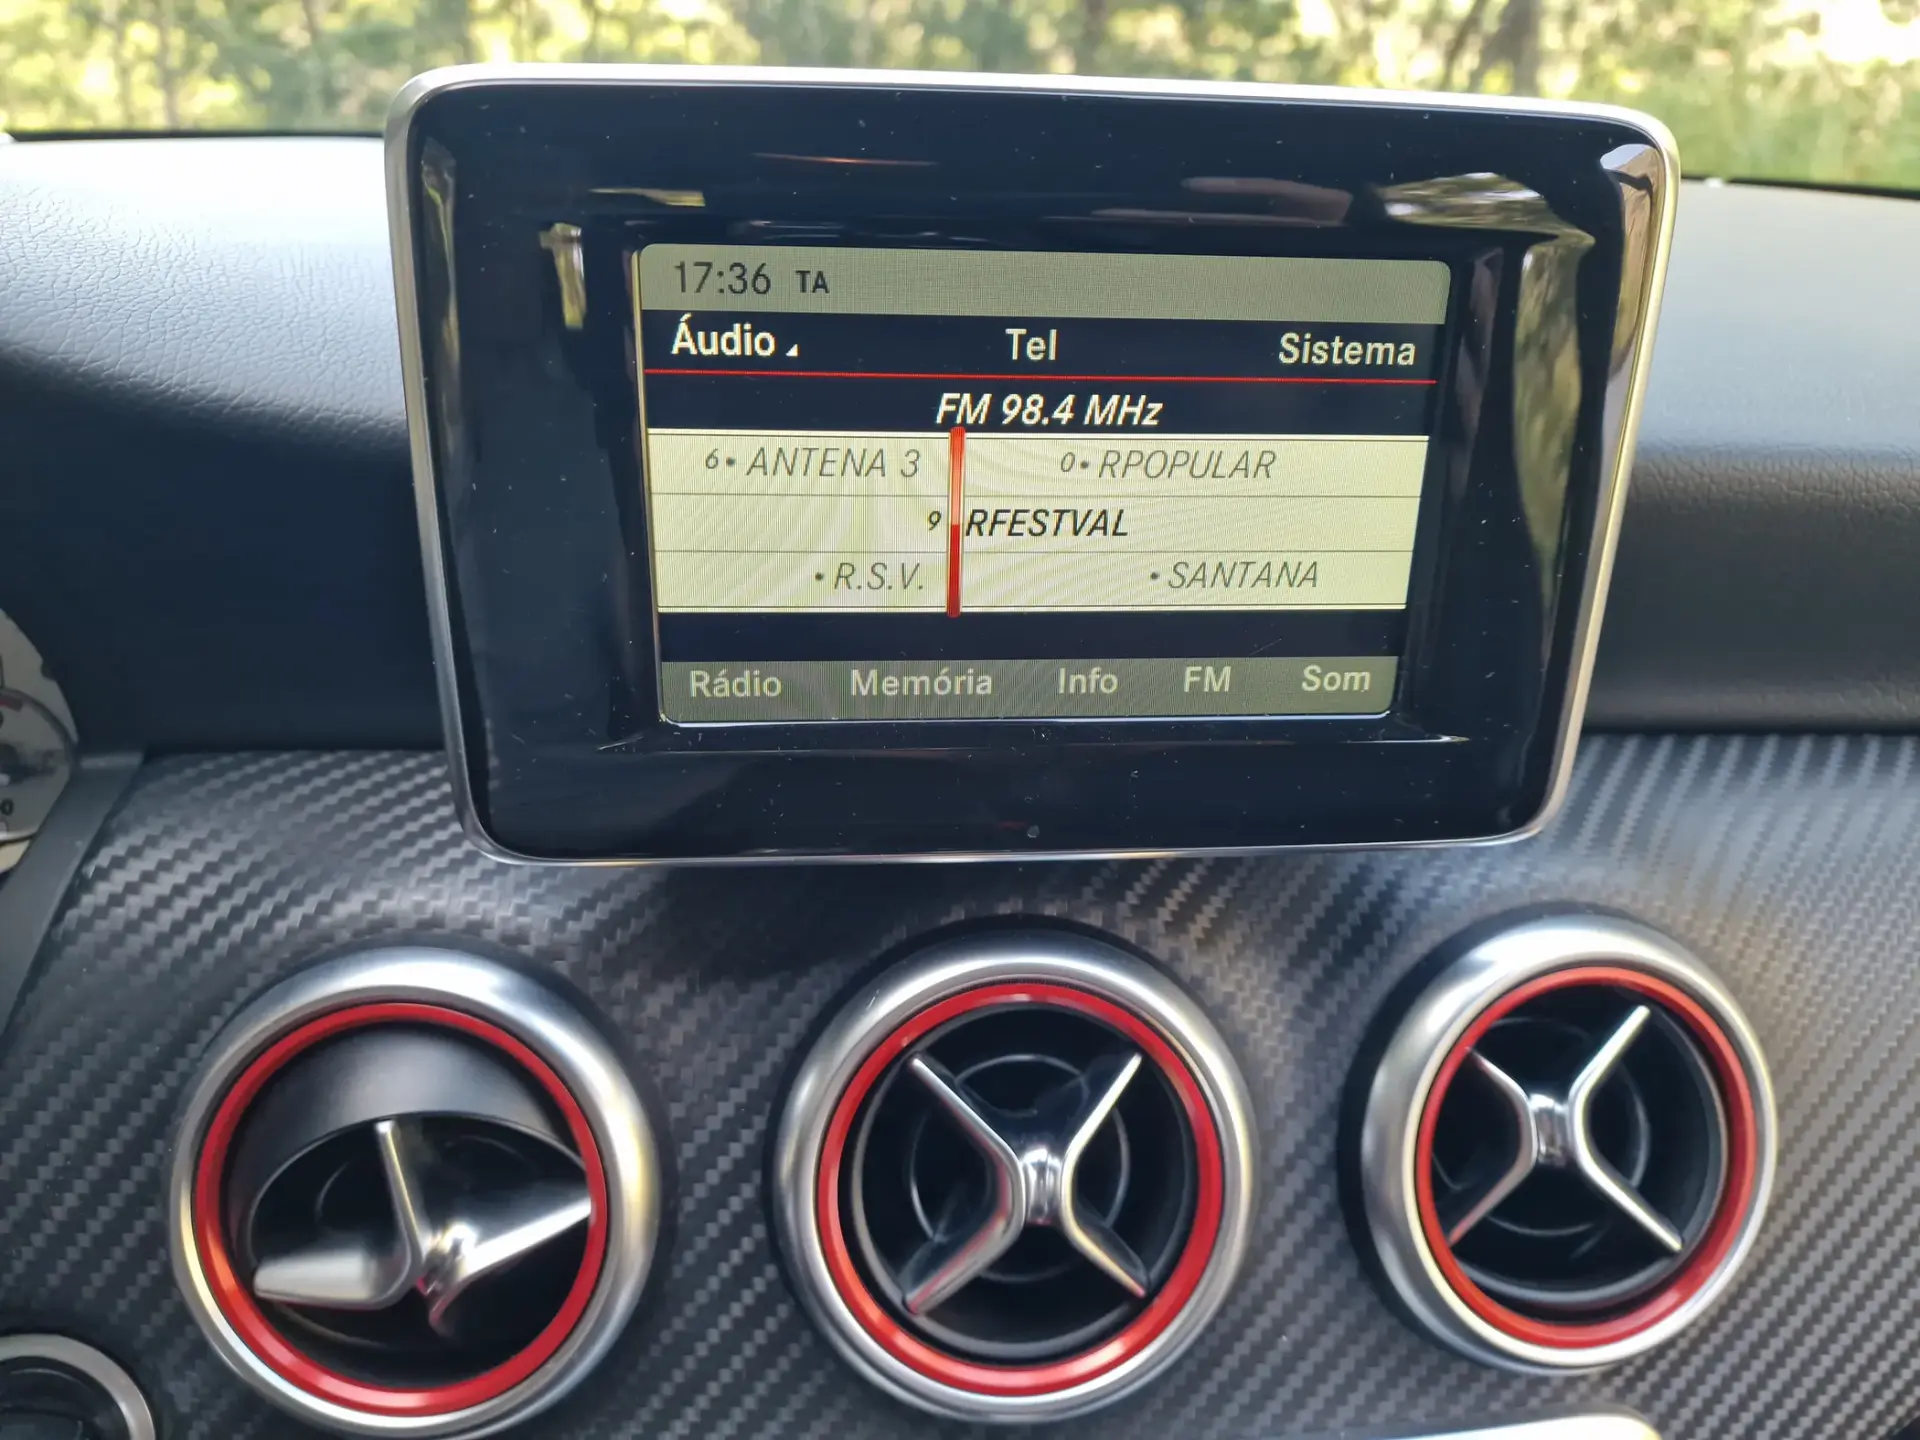 17:36 TA
Áudio Tel Sistema
FM 98.4 MHz
6• ANTENA 3 0• RPOPULAR
9 RFESTVAL
• R.S.V. • SANTANA
Rádio Memória Info FM Som
0